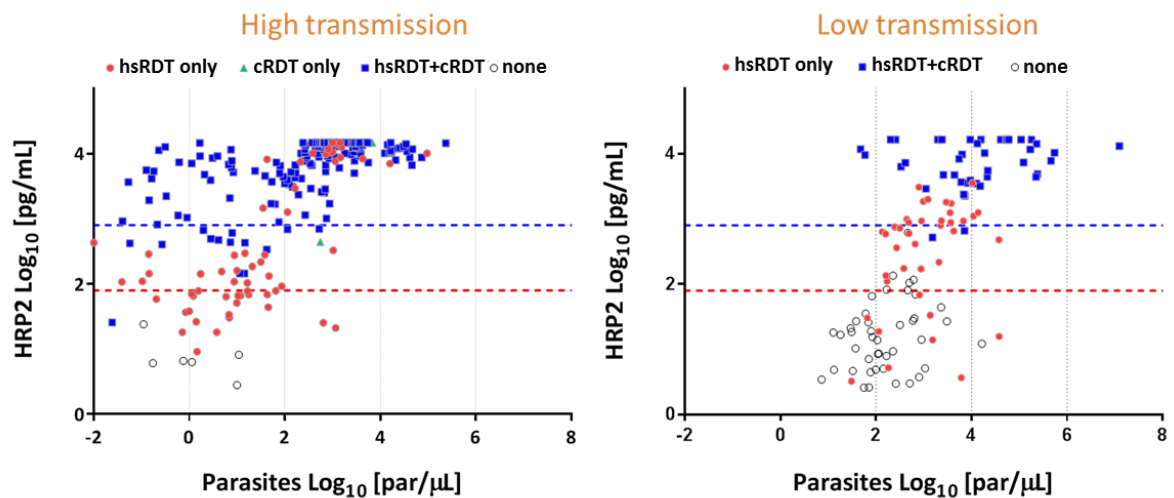 High transmission
hsRDT only cRDT only hsRDT+cRDT none
HRP2 Log10 [pg/mL]
4
2
0
-2 0 2 4 6 8
Parasites Log10 [par/μL]
Low transmission
hsRDT only hsRDT+cRDT none
HRP2 Log10 [pg/mL]
4
2
0
-2 0 2 4 6 8
Parasites Log10 [par/μL]